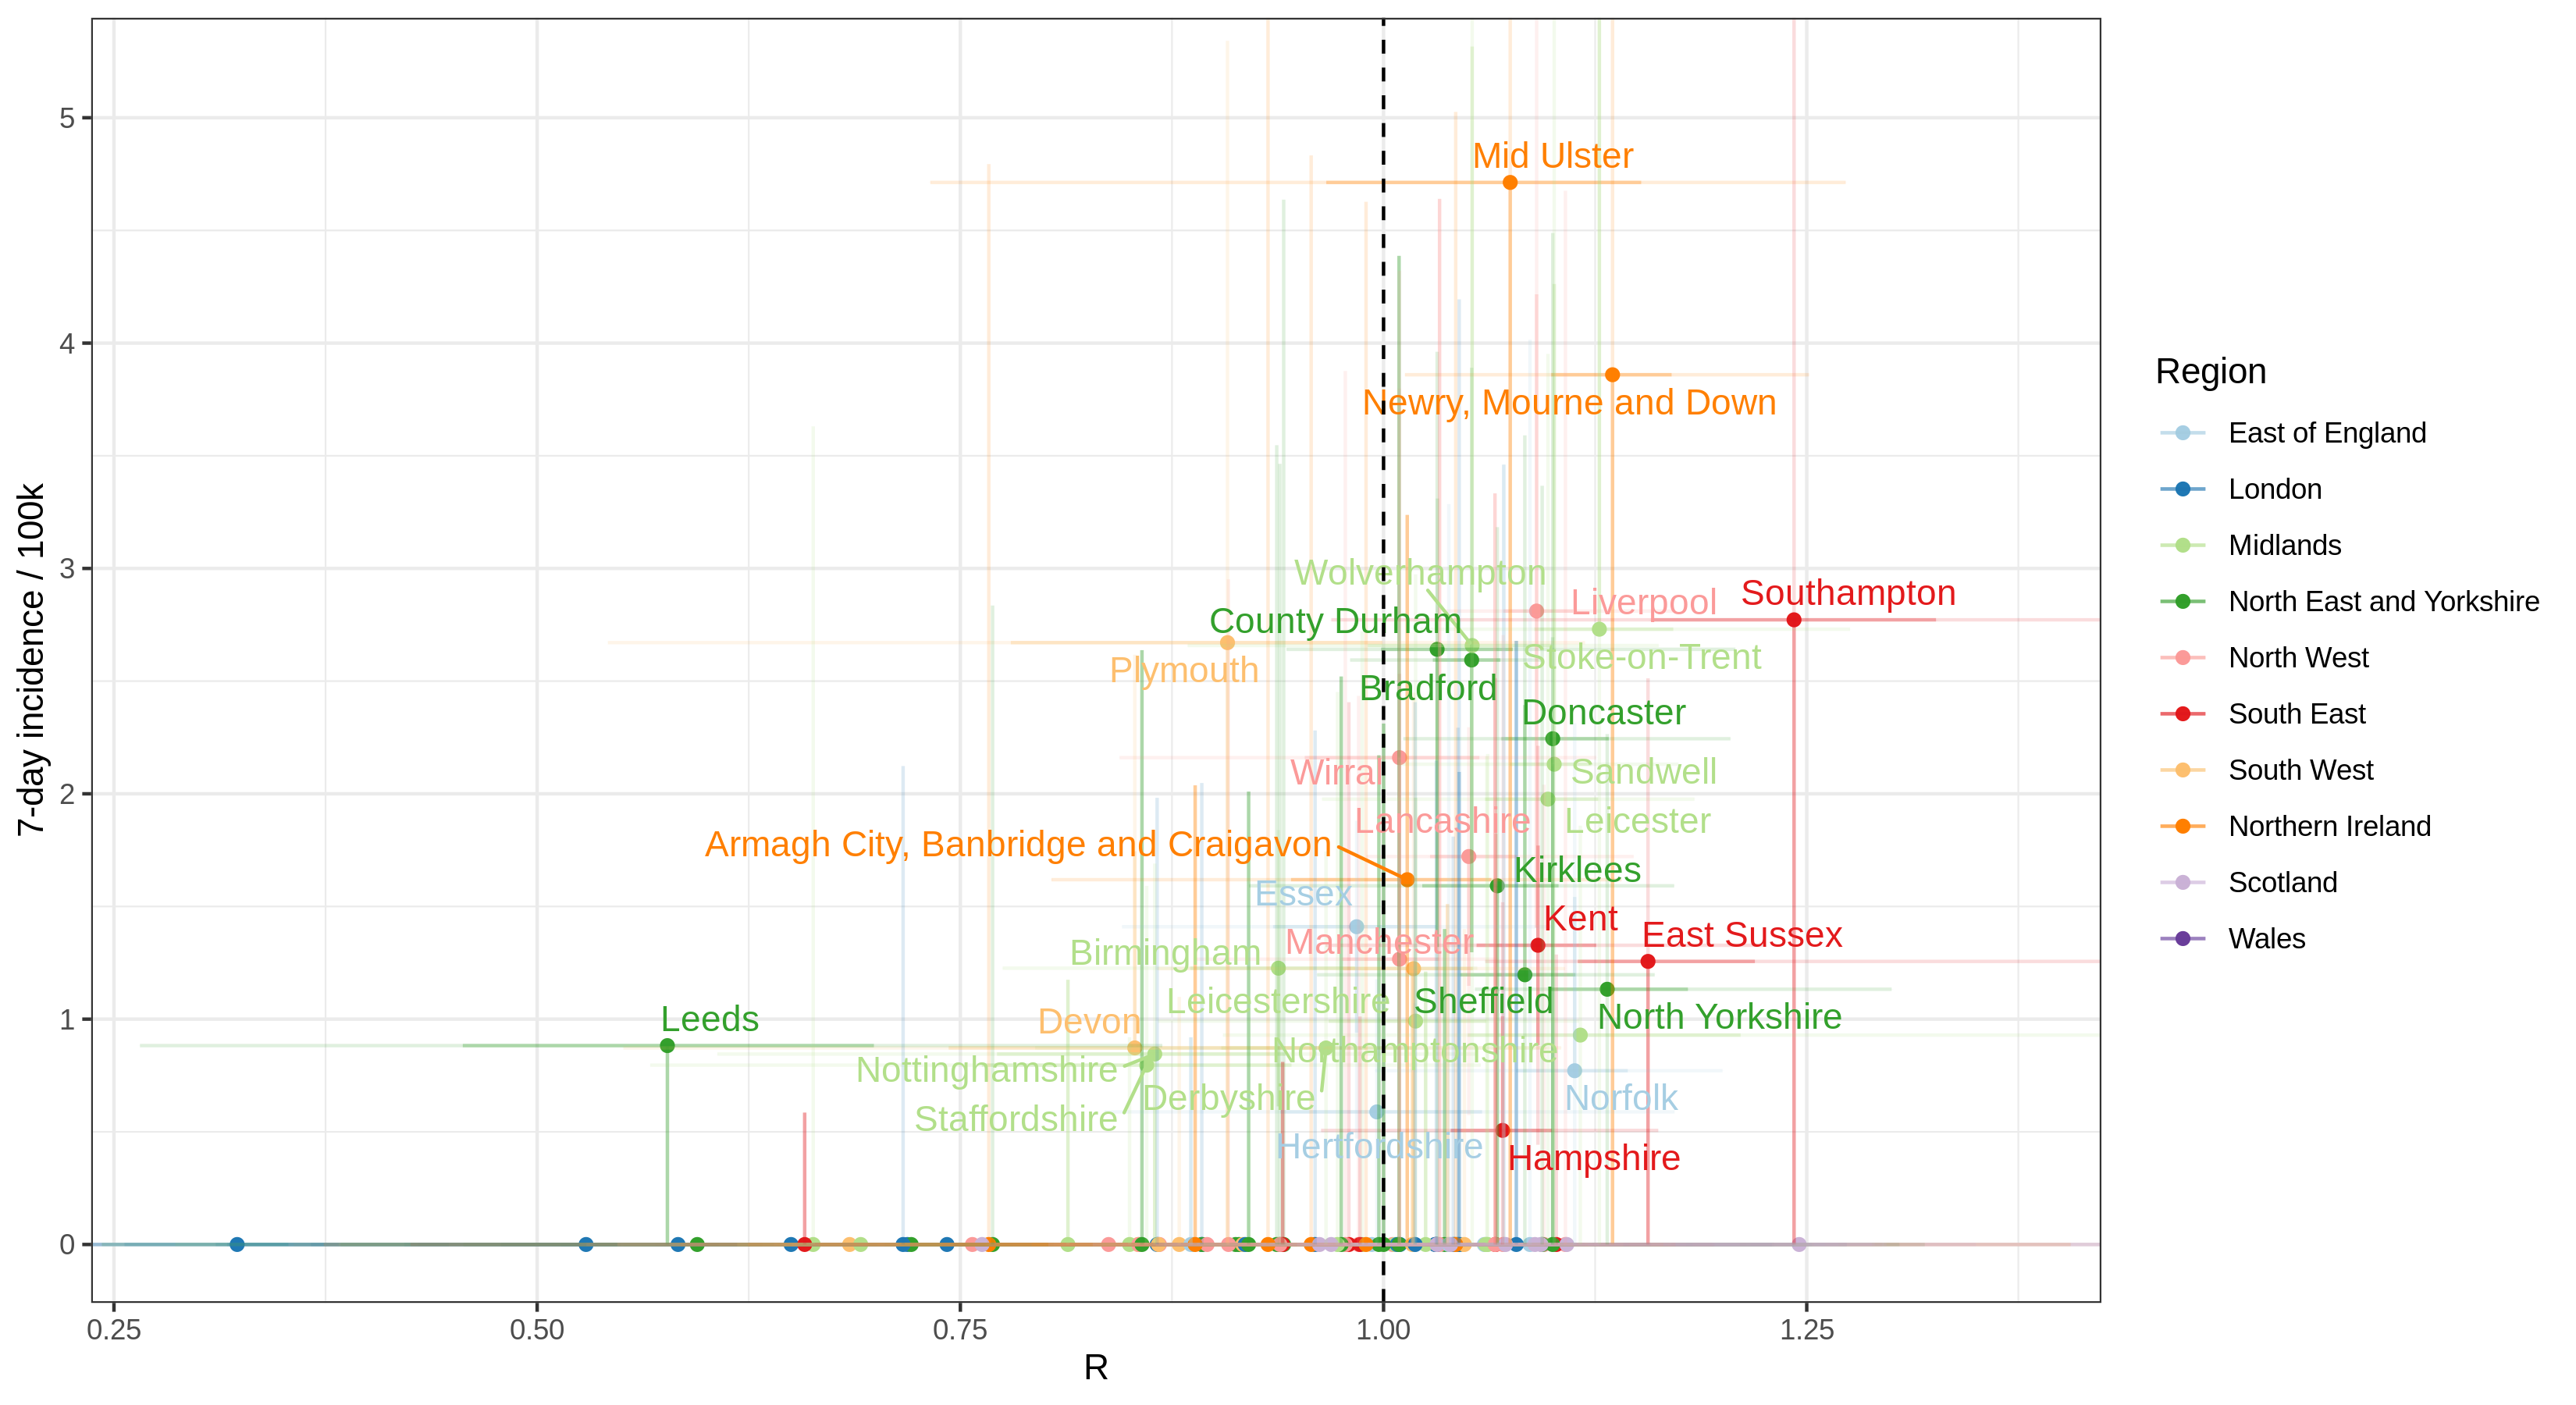 Mid Ulster
Newry, Mourne and Down
Wolverhampton
Liverpool
Southampton
County Durham
Plymouth
Stoke-on-Trent
Bradford
Doncaster
Wirral
Sandwell
Lancashire
Leicester
Armagh City, Banbridge and Craigavon
Kirklees
Essex
Kent
Manchester
East Sussex
Birmingham
Leicestershire
Sheffield
Leeds
Devon
North Yorkshire
Northamptonshire
Nottinghamshire
Derbyshire
Norfolk
Staffordshire
Hertfordshire
Hampshire
5
4
3
2
1
0
7-day incidence / 100k
0.25
0.50
0.75
1.00
1.25
R
Region
East of England
London
Midlands
North East and Yorkshire
North West
South East
South West
Northern Ireland
Scotland
Wales